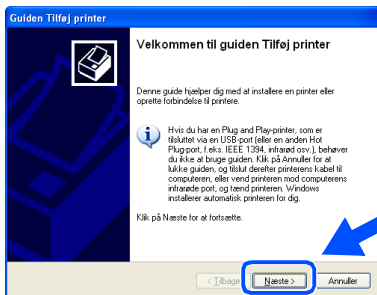 Guiden Tilføj printer
Velkommen til guiden Tilføj printer
Denne guide hjælper dig med at installere en printer eller
oprette forbindelse til printere.
Hvis du har en Plug and Play-printer, som er
tilsluttet via en USB-port (eller en anden Hot
Plug-port, f.eks. IEEE 1394, infrarød osv.), behøver
du ikke at bruge guiden. Klik på Annuller for at
lukke guiden, og tilslut derefter printerens kabel til
computeren, eller vend printeren mod computerens
infrarøde port, og tænd printeren. Windows
installerer automatisk printeren for dig.
Klik på Næste for at fortsætte.
< Tilbage Næste > Annuller